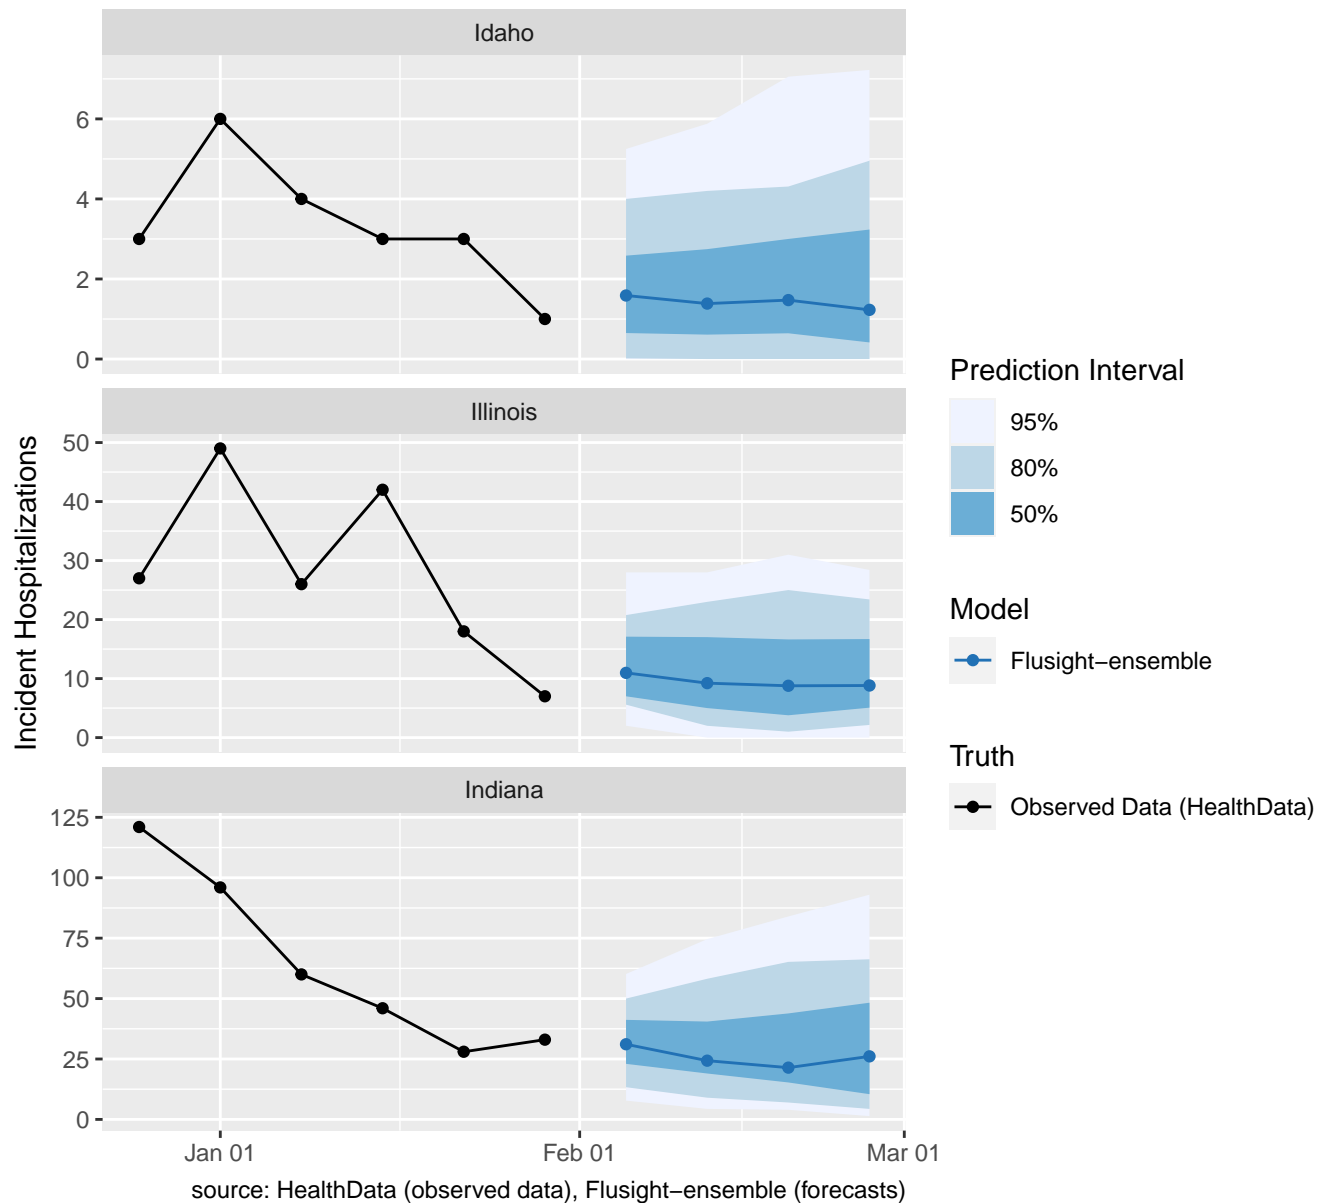 Idaho
6
4
2
0
Illinois
50
40
30
20
10
0
Indiana
125
100
75
50
25
0
Incident Hospitalizations
Jan 01
Feb 01
Mar 01
source: HealthData (observed data), Flusight−ensemble (forecasts)
Prediction Interval
95%
80%
50%
Model
Flusight−ensemble
Truth
Observed Data (HealthData)